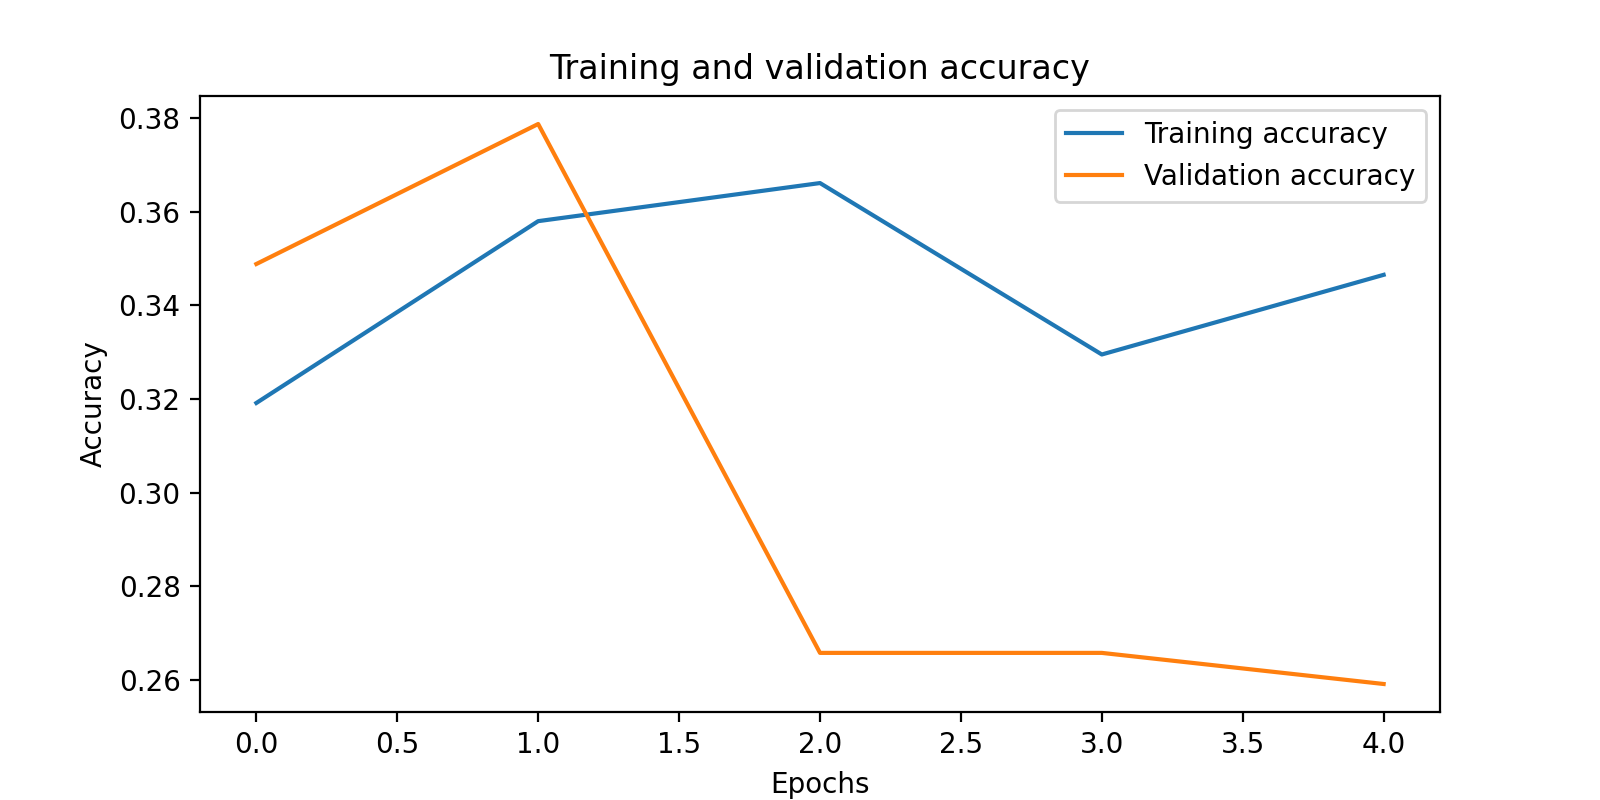 Training and validation accuracy
Training accuracy
Validation accuracy
0.38
0.36
0.34
0.32
0.30
0.28
0.26
Accuracy
0.0 0.5 1.0 1.5 2.0 2.5 3.0 3.5 4.0
Epochs